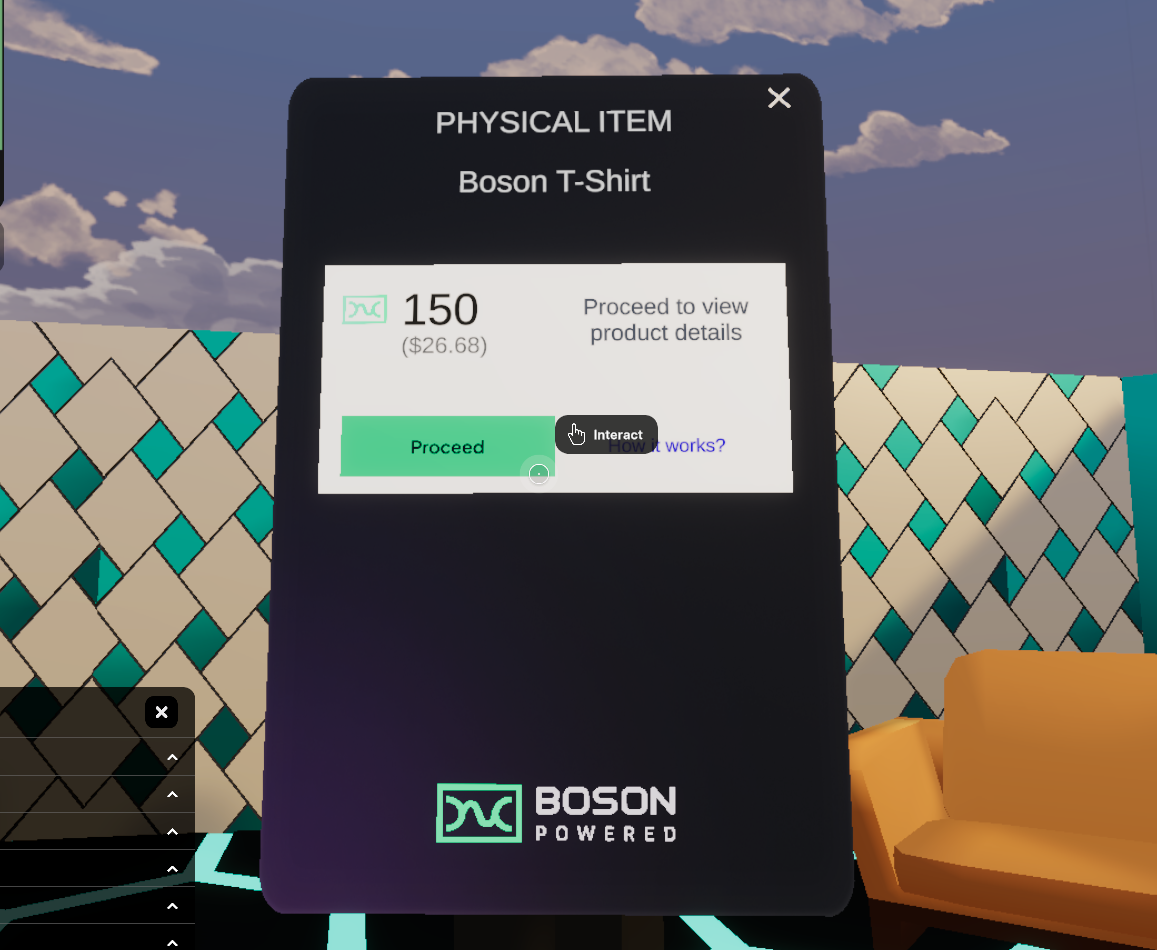 PHYSICAL ITEM
Boson T-Shirt
150
($26.68)
Proceed to view
product details
Proceed
Interact
How it works?
BOSON
POWERED